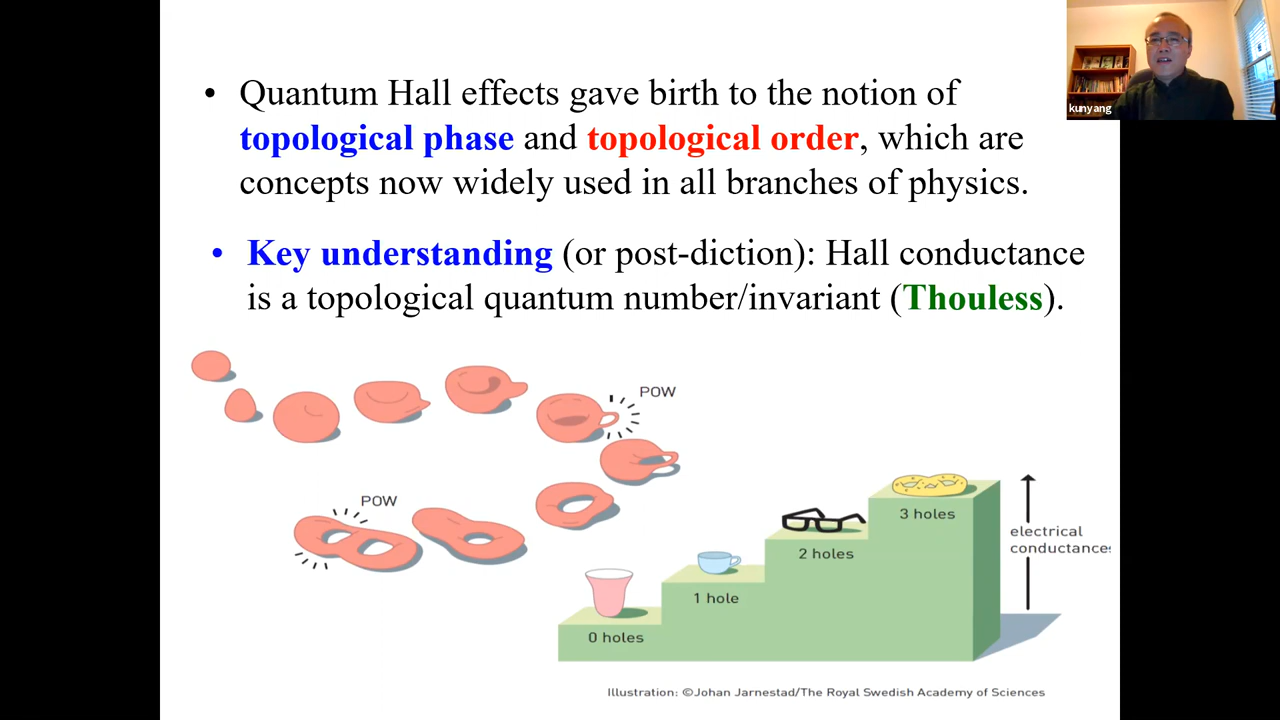 • Quantum Hall effects gave birth to the notion of
topological phase and topological order, which are
concepts now widely used in all branches of physics.
• Key understanding (or post-diction): Hall conductance
is a topological quantum number/invariant (Thouless).
kunyang
POW
POW
3 holes
2 holes
1 hole
0 holes
electrical
conductance
Illustration: ©Johan Jarnestad/The Royal Swedish Academy of Sciences